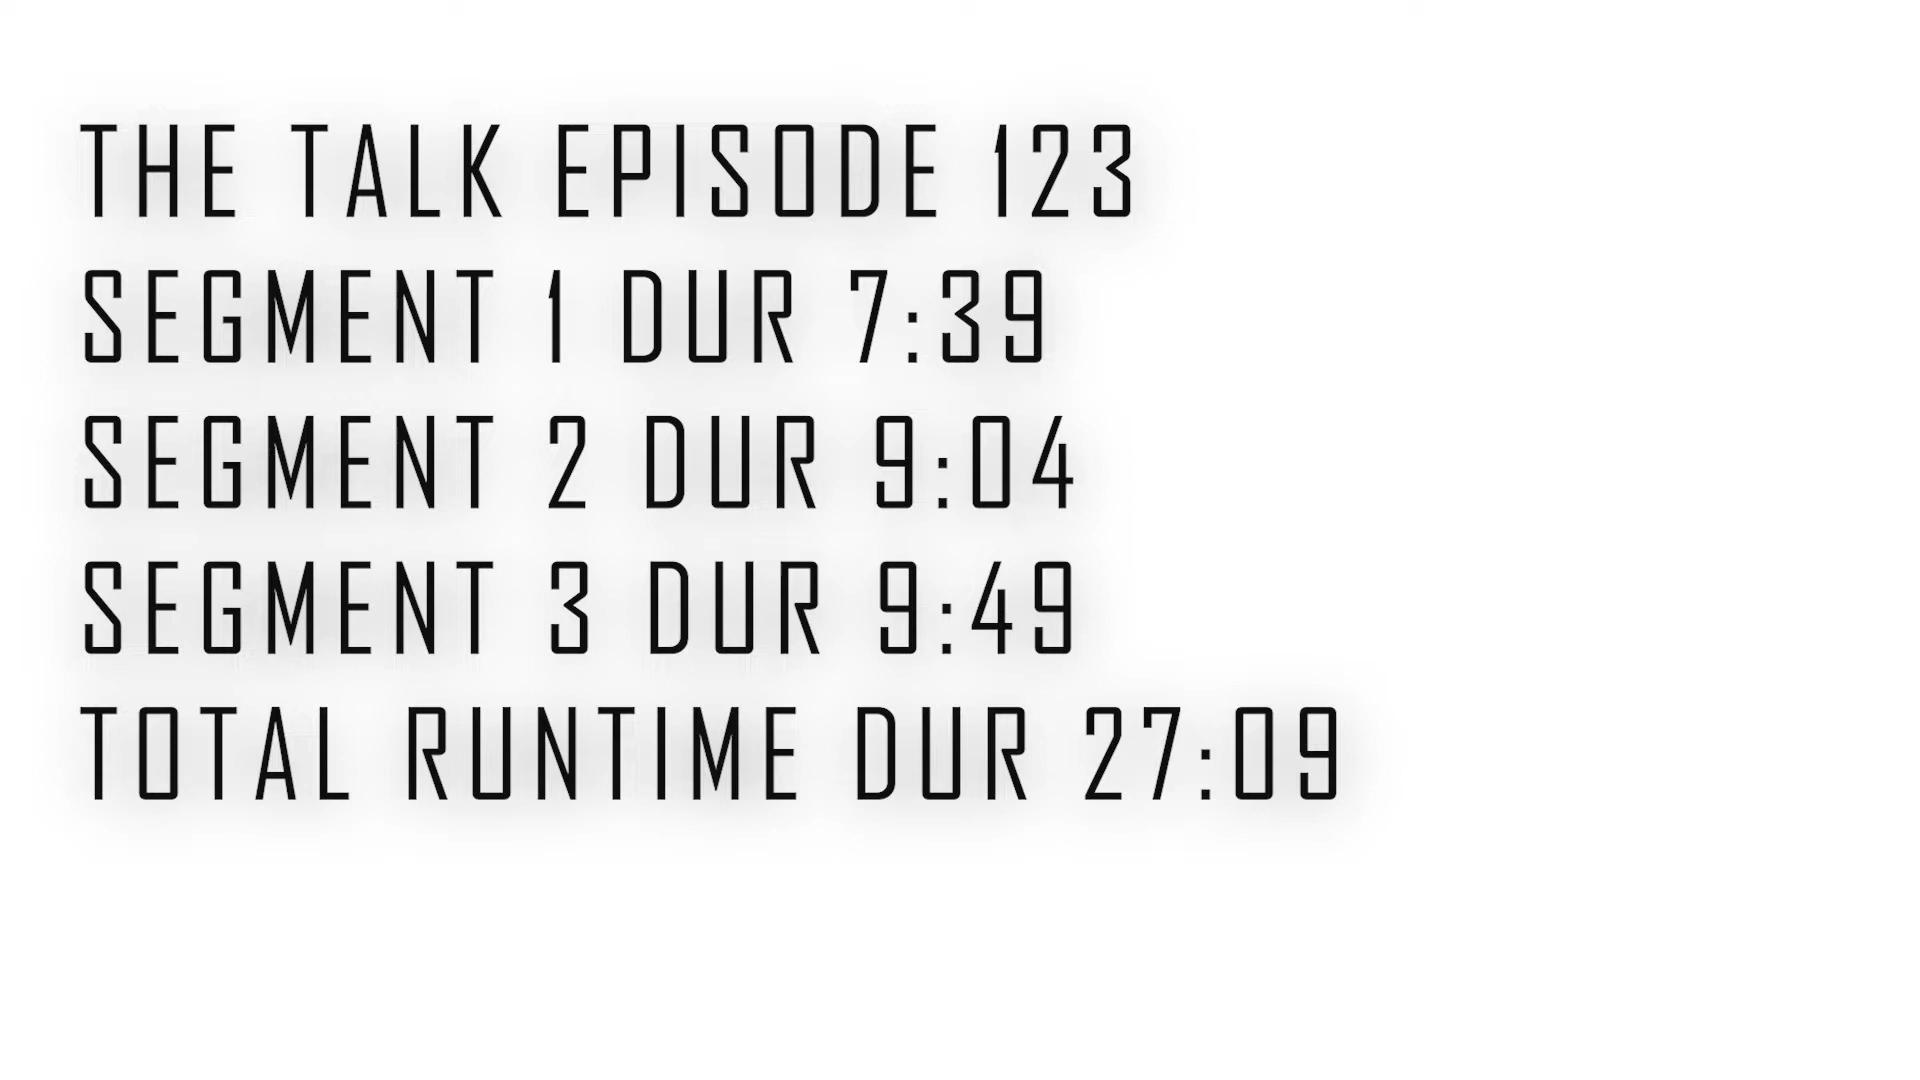 THE TALK EPISODE 123
SEGMENT 1 DUR 7:39
SEGMENT 2 DUR 9:04
SEGMENT 3 DUR 9:49
TOTAL RUNTIME DUR 27:09